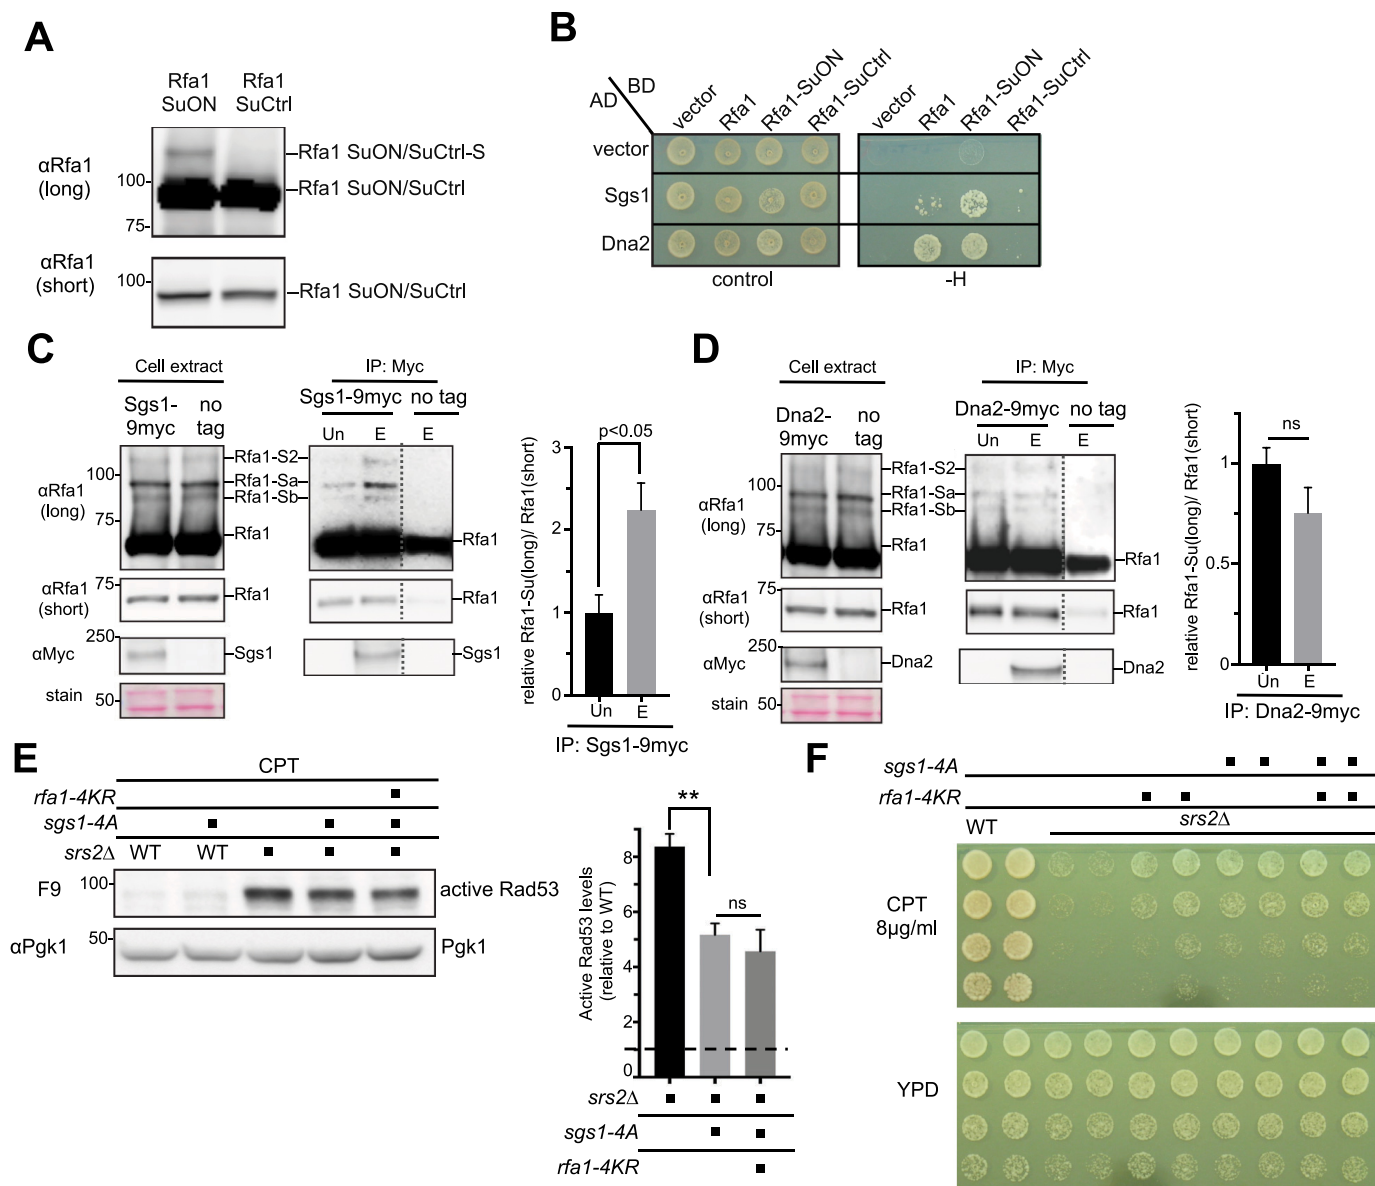 A
Rfa1 Rfa1
SuON SuCtrl
αRfa1
(long)
100
75
Rfa1 SuON/SuCtrl-S
Rfa1 SuON/SuCtrl
αRfa1
(short)
100
Rfa1 SuON/SuCtrl
B
AD BD
vector Rfa1 Rfa1-SuON Rfa1-SuCtrl vector Rfa1 Rfa1-SuON Rfa1-SuCtrl
vector
Sgs1
Dna2
control -H
C
Cell extract IP: Myc
Sgs1-9myc no tag
Sgs1-9myc no tag
Un E E
αRfa1
(long)
100
75
Rfa1-S2
Rfa1-Sa
Rfa1-Sb
Rfa1
Rfa1
αRfa1
(short)
75
Rfa1
Rfa1
αMyc
250
Sgs1
Sgs1
stain
50
relative Rfa1-Su(long)/ Rfa1(short)
3
2
1
0
p<0.05
Un E
IP: Sgs1-9myc
D
Cell extract IP: Myc
Dna2-9myc no tag
Dna2-9myc no tag
Un E E
αRfa1
(long)
100
75
Rfa1-S2
Rfa1-Sa
Rfa1-Sb
Rfa1
Rfa1
αRfa1
(short)
75
Rfa1
Rfa1
αMyc
250
Dna2
Dna2
stain
50
relative Rfa1-Su(long)/ Rfa1(short)
1
0.5
0
ns
Un E
IP: Dna2-9myc
E
CPT
rfa1-4KR
sgs1-4A
srs2Δ WT WT
F9 100 active Rad53
αPgk1 50 Pgk1
Active Rad53 levels
(relative to WT)
8
6
4
2
0
**
ns
srs2Δ
sgs1-4A
rfa1-4KR
F
sgs1-4A
rfa1-4KR
WT srs2Δ
CPT
8µg/ml
YPD